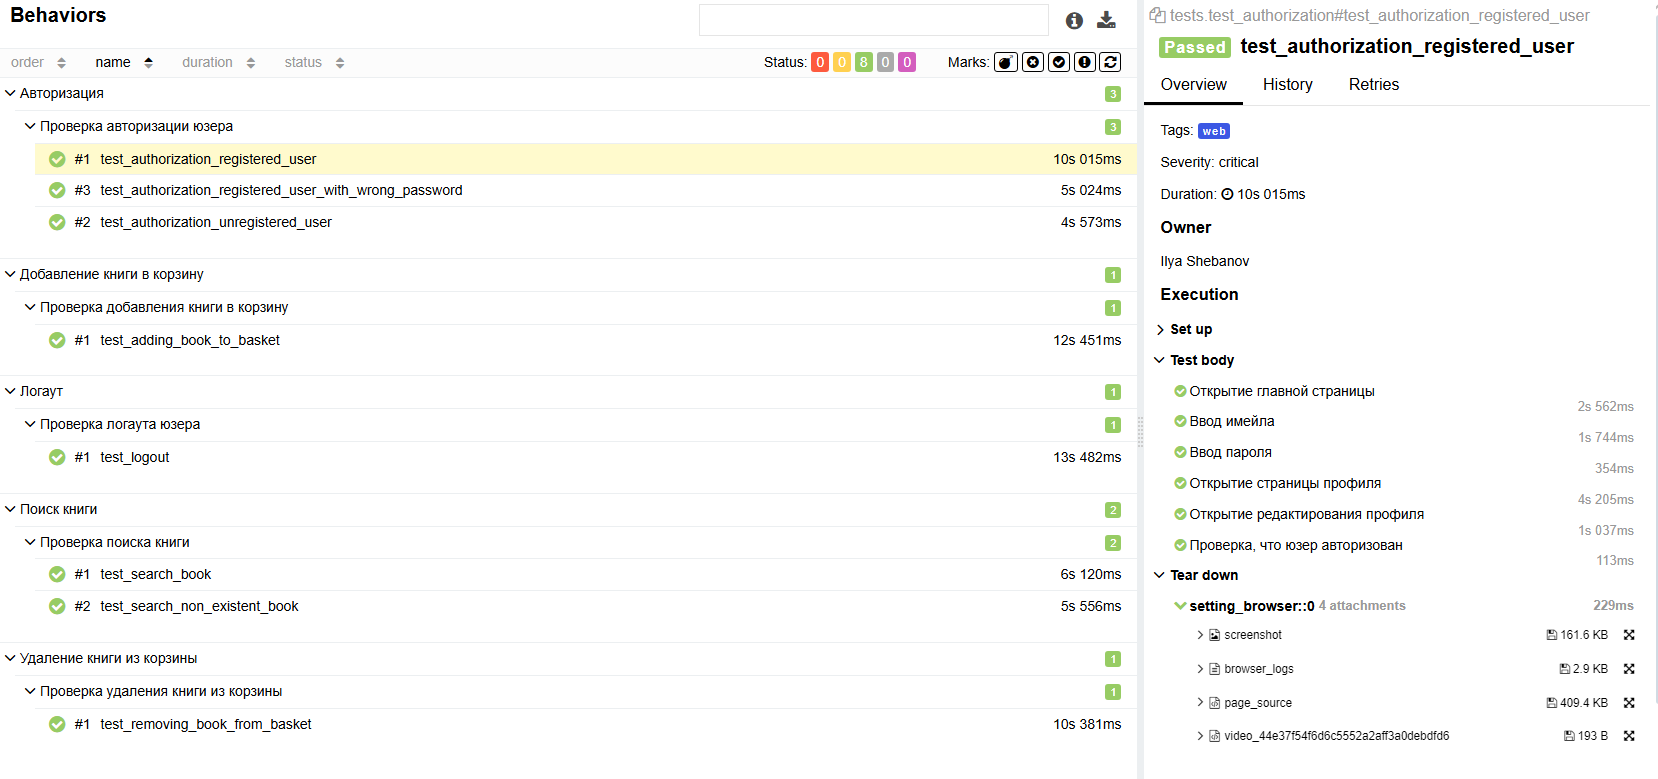 Behaviors
order name duration status Status: 0 0 8 0 0 Marks:
Авторизация 3
Проверка авторизации юзера 3
#1 test_authorization_registered_user 10s 015ms
#3 test_authorization_registered_user_with_wrong_password 5s 024ms
#2 test_authorization_unregistered_user 4s 573ms
Добавление книги в корзину 1
Проверка добавления книги в корзину 1
#1 test_adding_book_to_basket 12s 451ms
Логаут 1
Проверка логаута юзера 1
#1 test_logout 13s 482ms
Поиск книги 2
Проверка поиска книги 2
#1 test_search_book 6s 120ms
#2 test_search_non_existent_book 5s 556ms
Удаление книги из корзины 1
Проверка удаления книги из корзины 1
#1 test_removing_book_from_basket 10s 381ms
tests.test_authorization#test_authorization_registered_user
Passed test_authorization_registered_user
Overview History Retries
Tags: web
Severity: critical
Duration: 10s 015ms
Owner
Ilya Shebanov
Execution
Set up
Test body
Открытие главной страницы
2s 562ms
Ввод имейла
1s 744ms
Ввод пароля
354ms
Открытие страницы профиля
4s 205ms
Открытие редактирования профиля
1s 037ms
Проверка, что юзер авторизован
113ms
Tear down
setting_browser::0 4 attachments 229ms
screenshot 161.6 KB
browser_logs 2.9 KB
page_source 409.4 KB
video_44e37f54f6d6c5552a2aff3a0debdfd6 193 B